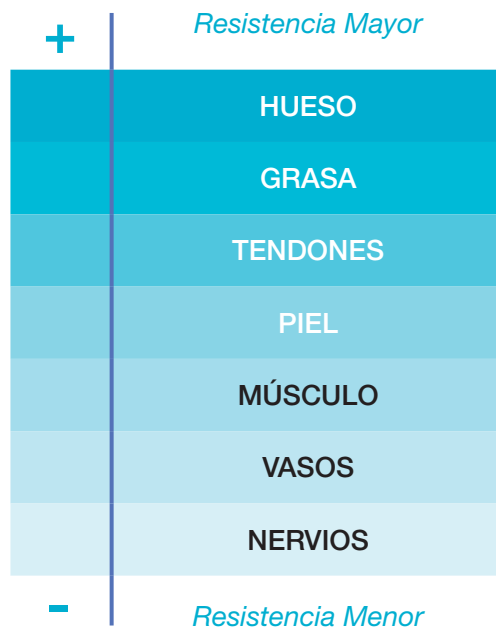 +
Resistencia Mayor
HUESO
GRASA
TENDONES
PIEL
MÚSCULO
VASOS
NERVIOS
-
Resistencia Menor